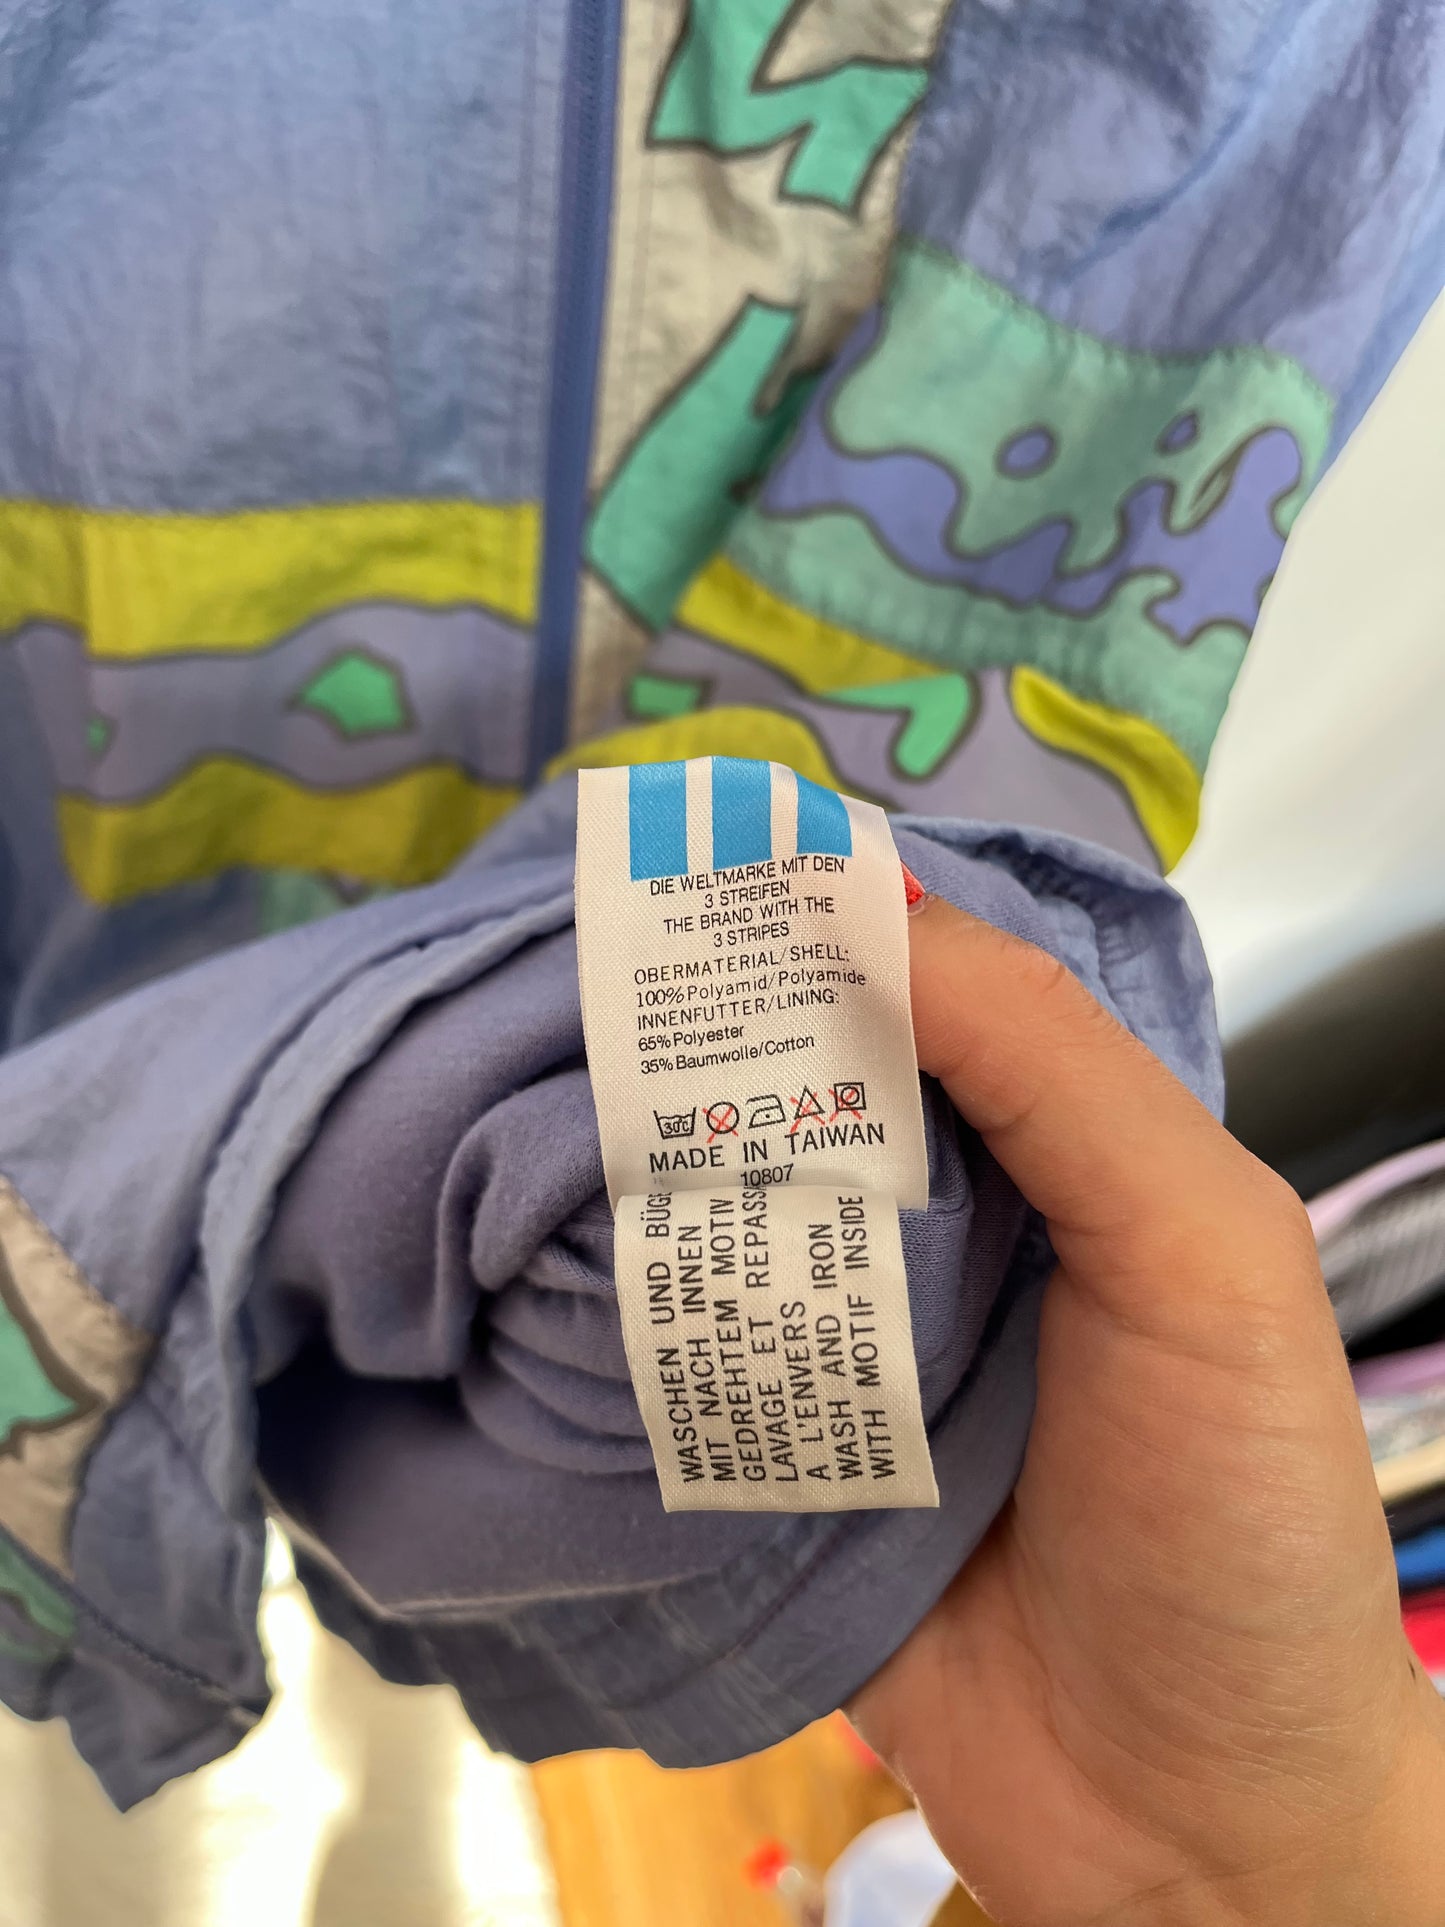 DIE WELTMARKE MIT DEN
3 STREIFEN
THE BRAND WITH THE
3 STRIPES
OBERMATERIAL/SHELL:
100% Polyamid/Polyamide
INNENFUTTER/LINING:
65% Polyester
35% Baumwolle/Cotton
30°C
MADE IN TAIWAN
10807
WASCHEN UND BÜGE
MIT NACH INNEN
GEDREHTEM MOTIV
LAVAGE ET REPASS
A L'ENVERS
WASH AND IRON
WITH MOTIF INSIDE